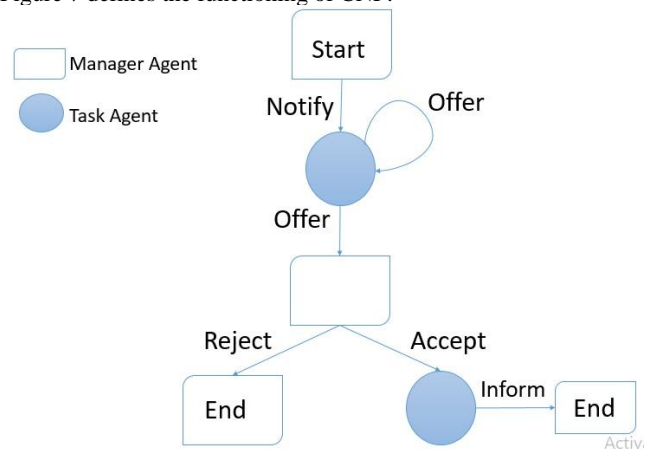 Figure 7 defines the functioning of CNP.
Start
Manager Agent
Notify
Offer
Task Agent
Offer
Reject
Accept
End
Inform
End
Activ